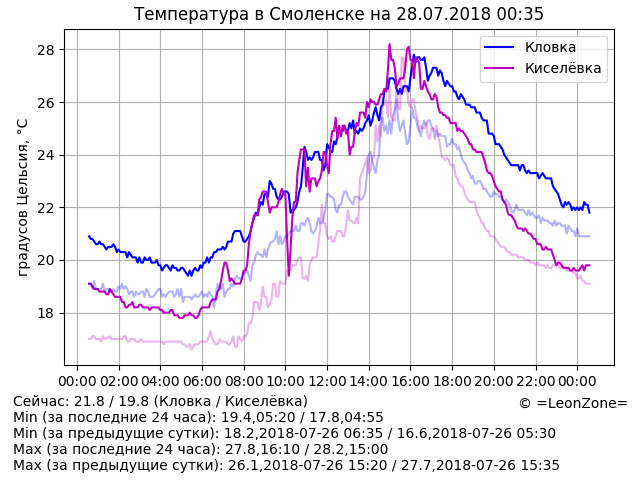 Температура в Смоленске на 28.07.2018 00:35
градусов Цельсия, °C
28
26
24
22
20
18
Кловка
Киселёвка
00:00 02:00 04:00 06:00 08:00 10:00 12:00 14:00 16:00 18:00 20:00 22:00 00:00
Сейчас: 21.8 / 19.8 (Кловка / Киселёвка)
© =LeonZone=
Min (за последние 24 часа): 19.4,05:20 / 17.8,04:55
Min (за предыдущие сутки): 18.2,2018-07-26 06:35 / 16.6,2018-07-26 05:30
Max (за последние 24 часа): 27.8,16:10 / 28.2,15:00
Max (за предыдущие сутки): 26.1,2018-07-26 15:20 / 27.7,2018-07-26 15:35